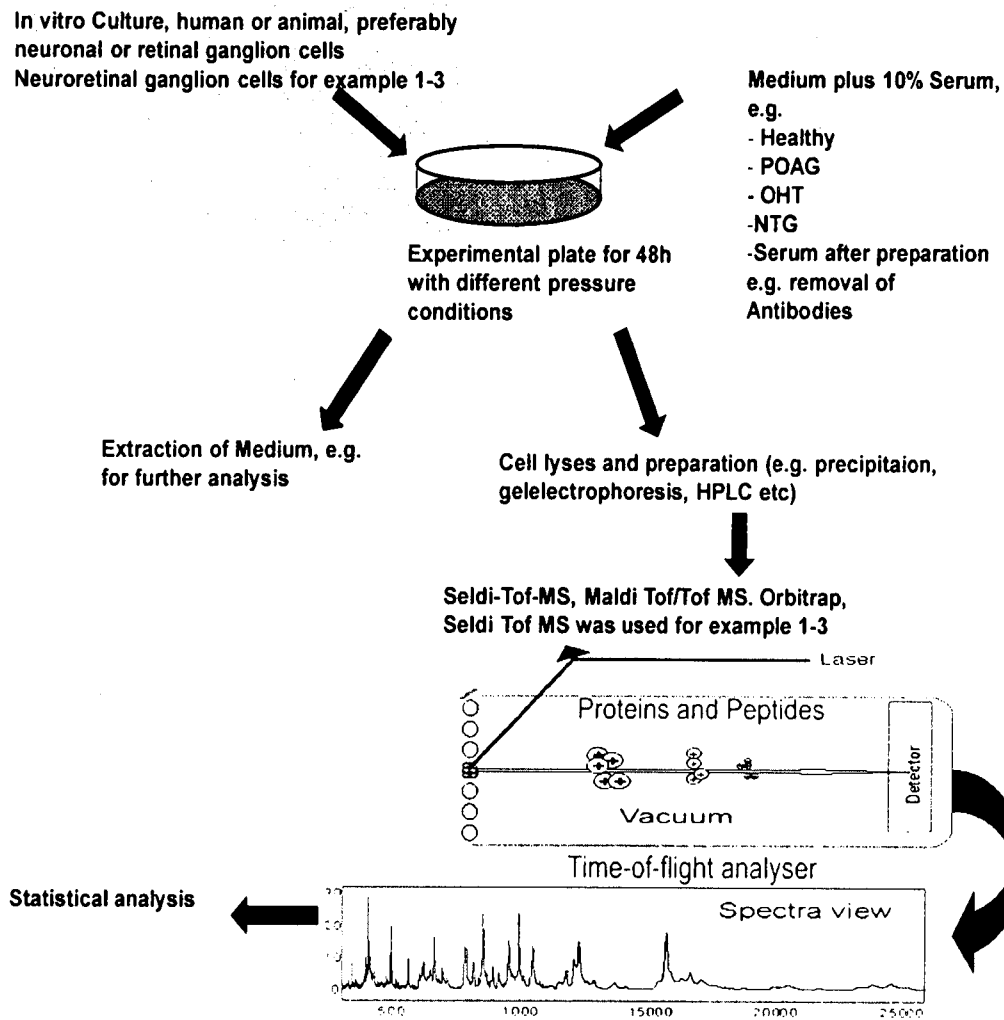 In vitro Culture, human or animal, preferably
neuronal or retinal ganglion cells
Neuroretinal ganglion cells for example 1-3
Medium plus 10% Serum,
e.g.
- Healthy
- POAG
- OHT
-NTG
-Serum after preparation
e.g. removal of
Antibodies
Experimental plate for 48h
with different pressure
conditions
Extraction of Medium, e.g.
for further analysis
Cell lyses and preparation (e.g. precipitaion,
gelelectrophoresis, HPLC etc)
Seldi-Tof-MS, Maldi Tof/Tof MS. Orbitrap,
Seldi Tof MS was used for example 1-3
Laser
Proteins and Peptides
Detector
Vacuum
Time-of-flight analyser
Statistical analysis
Spectra view
500 1000 15000 20000 25000